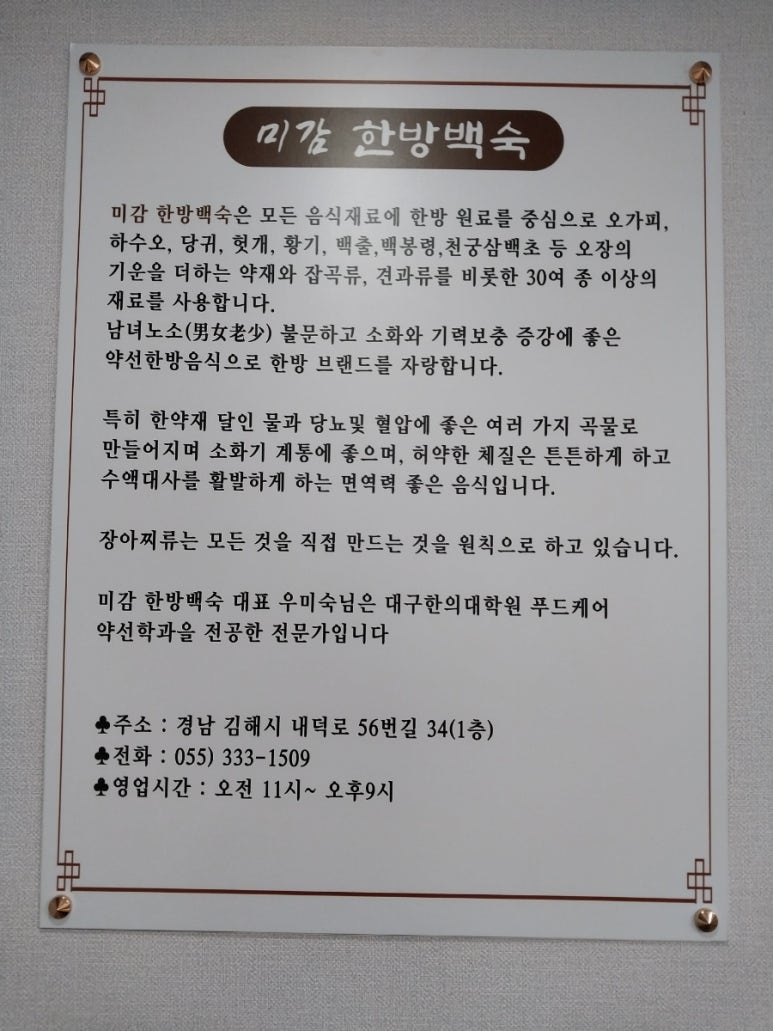 미감 한방백숙
미감 한방백숙은 모든 음식재료에 한방 원료를 중심으로 오가피,
하수오, 당귀, 헛개, 황기, 백출,백봉령,천궁삼백초 등 오장의
기운을 더하는 약재와 잡곡류, 견과류를 비롯한 30여 종 이상의
재료를 사용합니다.
남녀노소(男女老少) 불문하고 소화와 기력보충 증강에 좋은
약선한방음식으로 한방 브랜드를 자랑합니다.
특히 한약재 달인 물과 당뇨및 혈압에 좋은 여러 가지 곡물로
만들어지며 소화기 계통에 좋으며, 허약한 체질은 튼튼하게 하고
수액대사를 활발하게 하는 면역력 좋은 음식입니다.
장아찌류는 모든 것을 직접 만드는 것을 원칙으로 하고 있습니다.
미감 한방백숙 대표 우미숙님은 대구한의대학원 푸드케어
약선학과을 전공한 전문가입니다
♣주소 : 경남 김해시 내덕로 56번길 34(1층)
♣전화 : 055) 333-1509
♣영업시간 : 오전 11시~ 오후9시